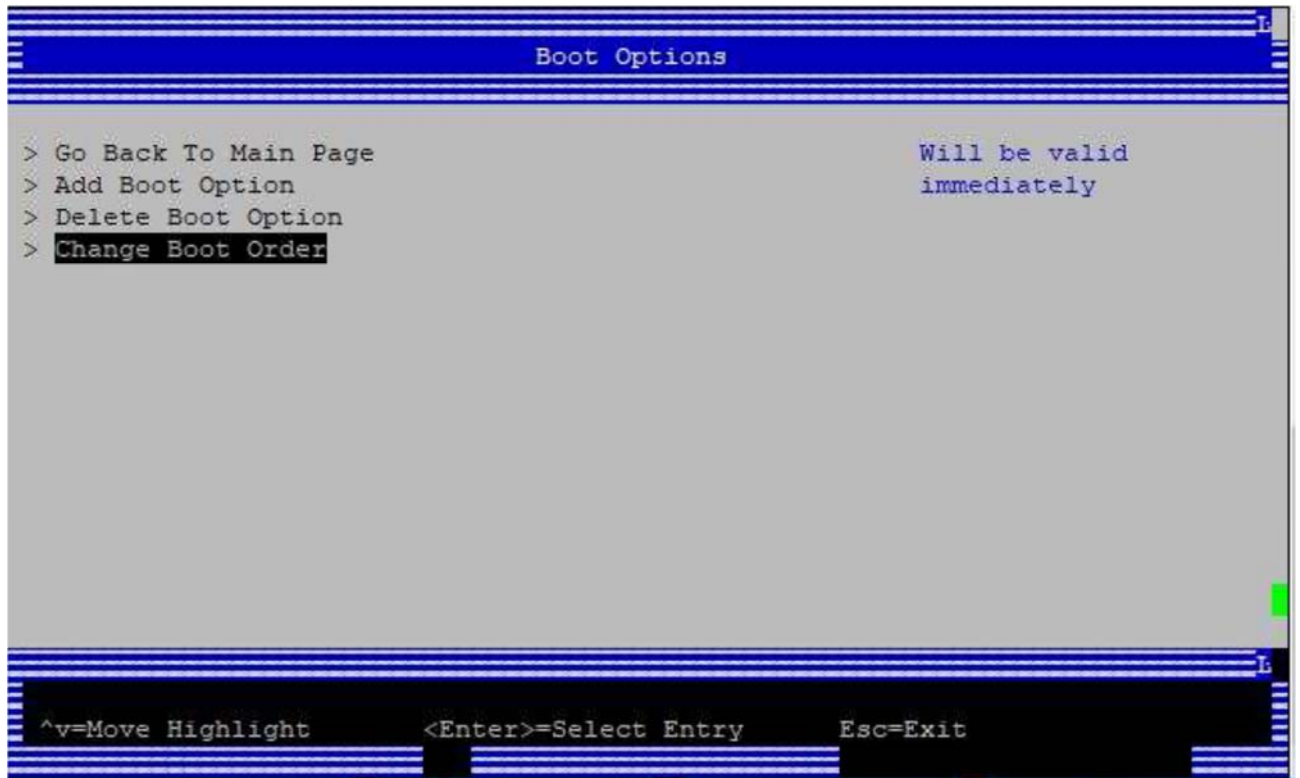 Boot Options
> Go Back To Main Page
Will be valid
> Add Boot Option
immediately
> Delete Boot Option
> Change Boot Order
^v=Move Highlight <Enter>=Select Entry Esc=Exit